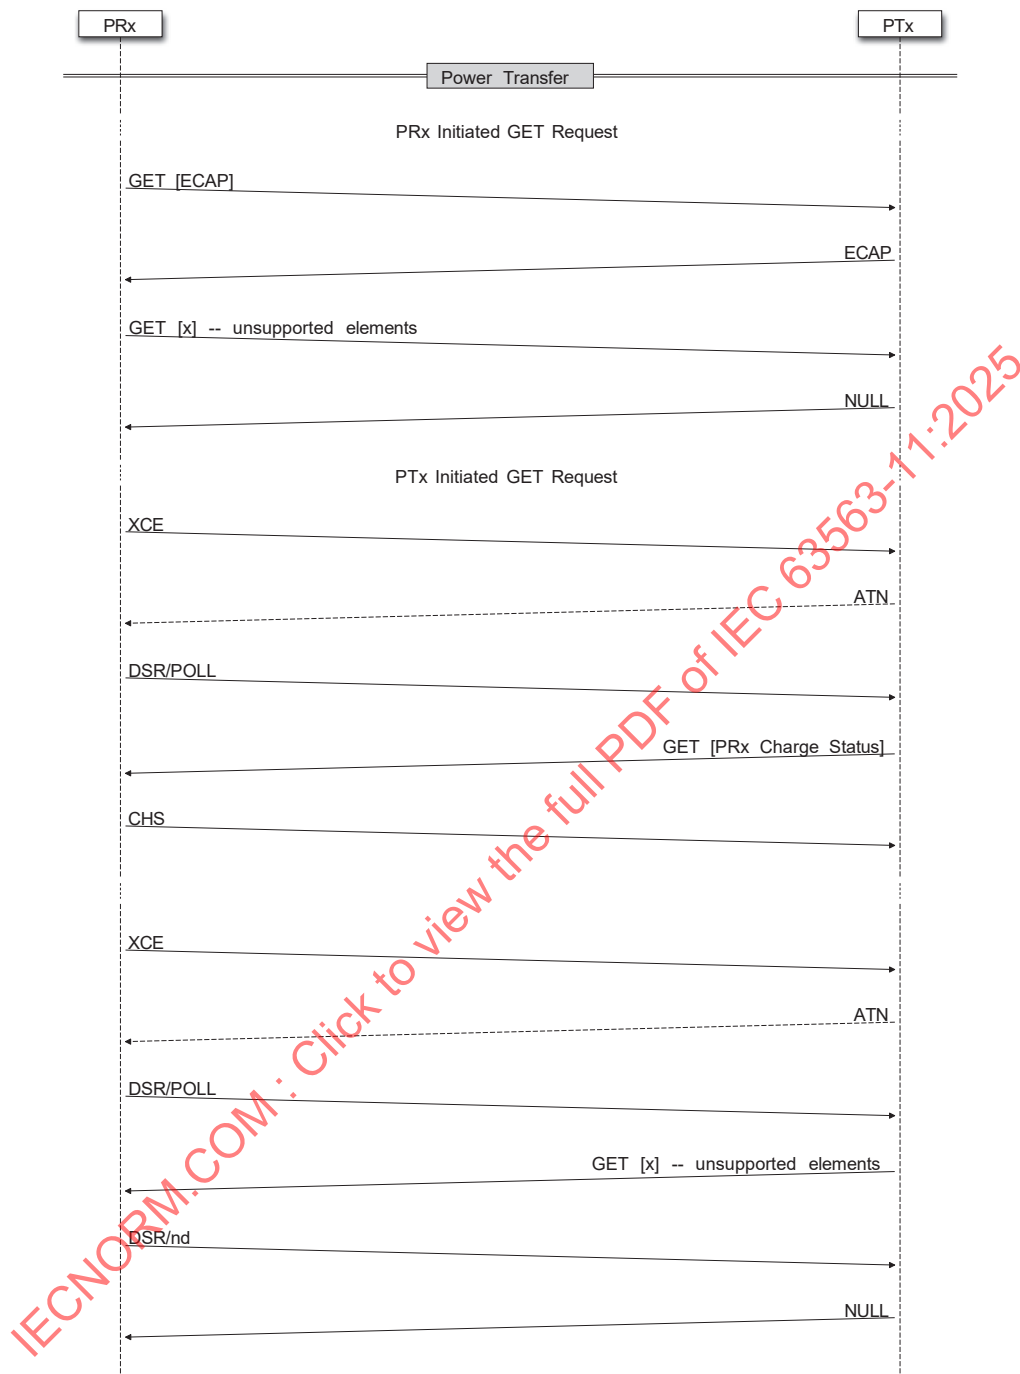 PRx
PTx
Power Transfer
PRx Initiated GET Request
GET [ECAP]
ECAP
GET [x] -- unsupported elements
NULL
PTx Initiated GET Request
XCE
ATN
DSR/POLL
GET [PRx Charge Status]
CHS
XCE
ATN
DSR/POLL
GET [x] -- unsupported elements
DSR/nd
NULL
IECNORM.COM : Click to view the full PDF of IEC 63563-11:2025